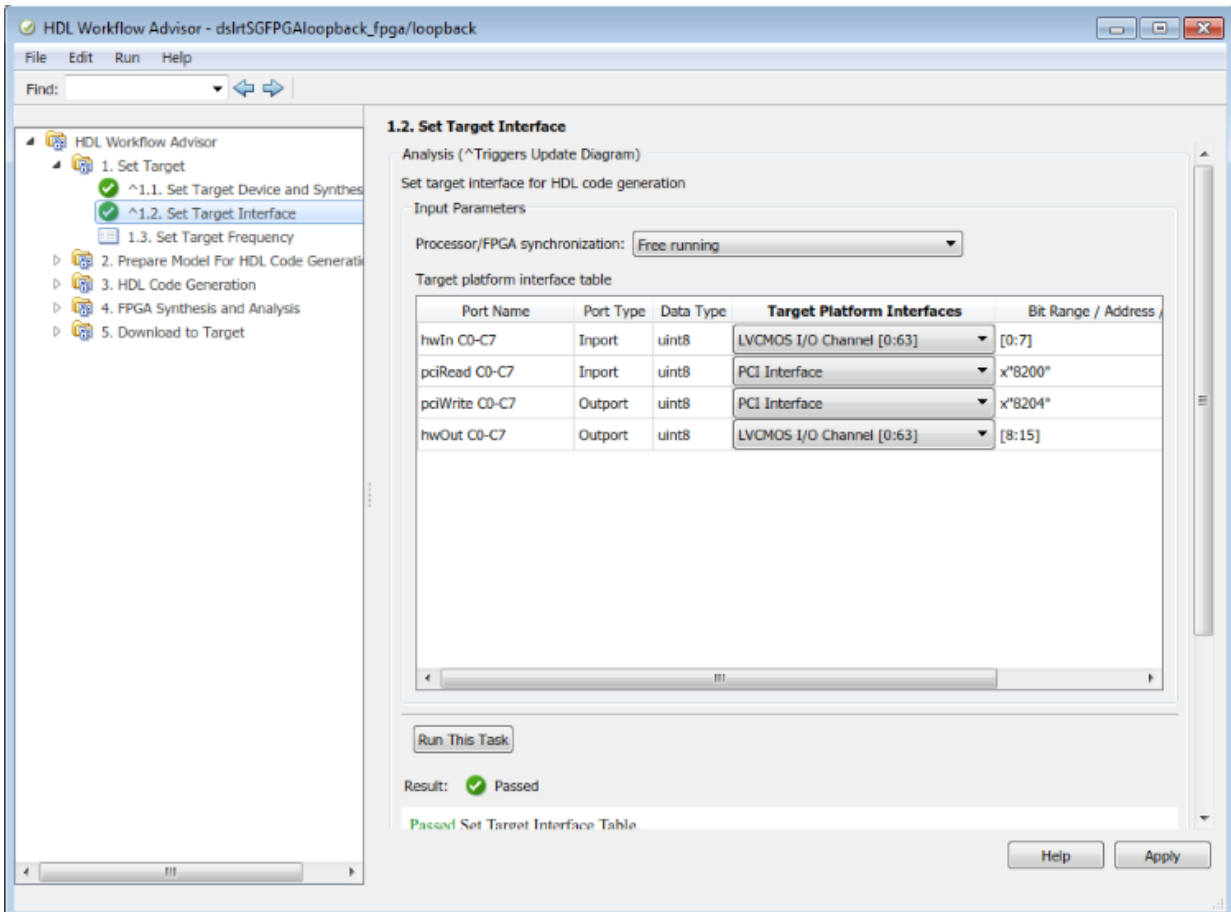 HDL Workflow Advisor - dslrtSGFPGAloopback_fpga/loopback
File Edit Run Help
Find:
HDL Workflow Advisor
1. Set Target
^1.1. Set Target Device and Synthes
^1.2. Set Target Interface
1.3. Set Target Frequency
2. Prepare Model For HDL Code Generati
3. HDL Code Generation
4. FPGA Synthesis and Analysis
5. Download to Target
1.2. Set Target Interface
Analysis (^Triggers Update Diagram)
Set target interface for HDL code generation
Input Parameters
Processor/FPGA synchronization: Free running
Target platform interface table
Port Name Port Type Data Type Target Platform Interfaces Bit Range / Address /
hwIn C0-C7 Inport uint8 LVCMOS I/O Channel [0:63] [0:7]
pciRead C0-C7 Inport uint8 PCI Interface x"8200"
pciWrite C0-C7 Outport uint8 PCI Interface x"8204"
hwOut C0-C7 Outport uint8 LVCMOS I/O Channel [0:63] [8:15]
Run This Task
Result: Passed
Passed Set Target Interface Table.
Help Apply